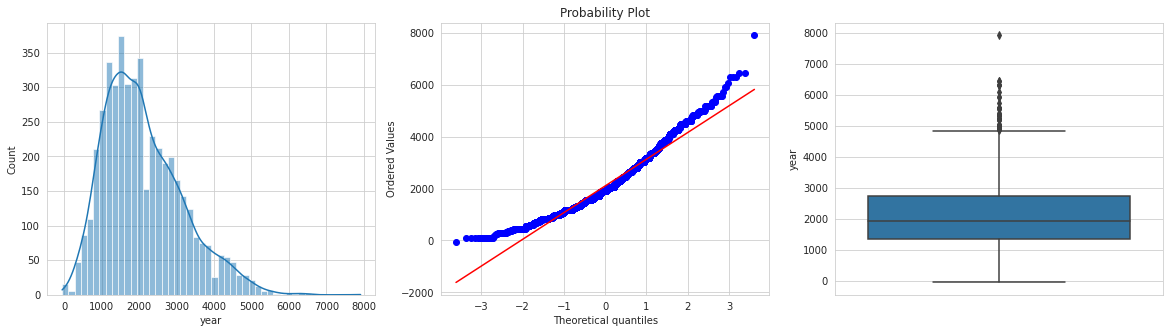 350
300
250
200
150
100
50
0
Count
0 1000 2000 3000 4000 5000 6000 7000 8000
year
Probability Plot
8000
6000
4000
2000
0
−2000
Ordered Values
−3 −2 −1 0 1 2 3
Theoretical quantiles
8000
7000
6000
5000
4000
3000
2000
1000
0
year